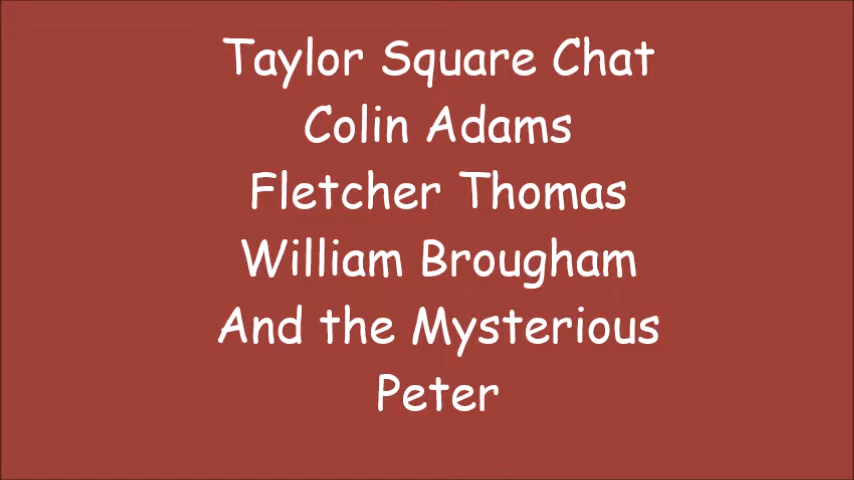 Taylor Square Chat
Colin Adams
Fletcher Thomas
William Brougham
And the Mysterious
Peter